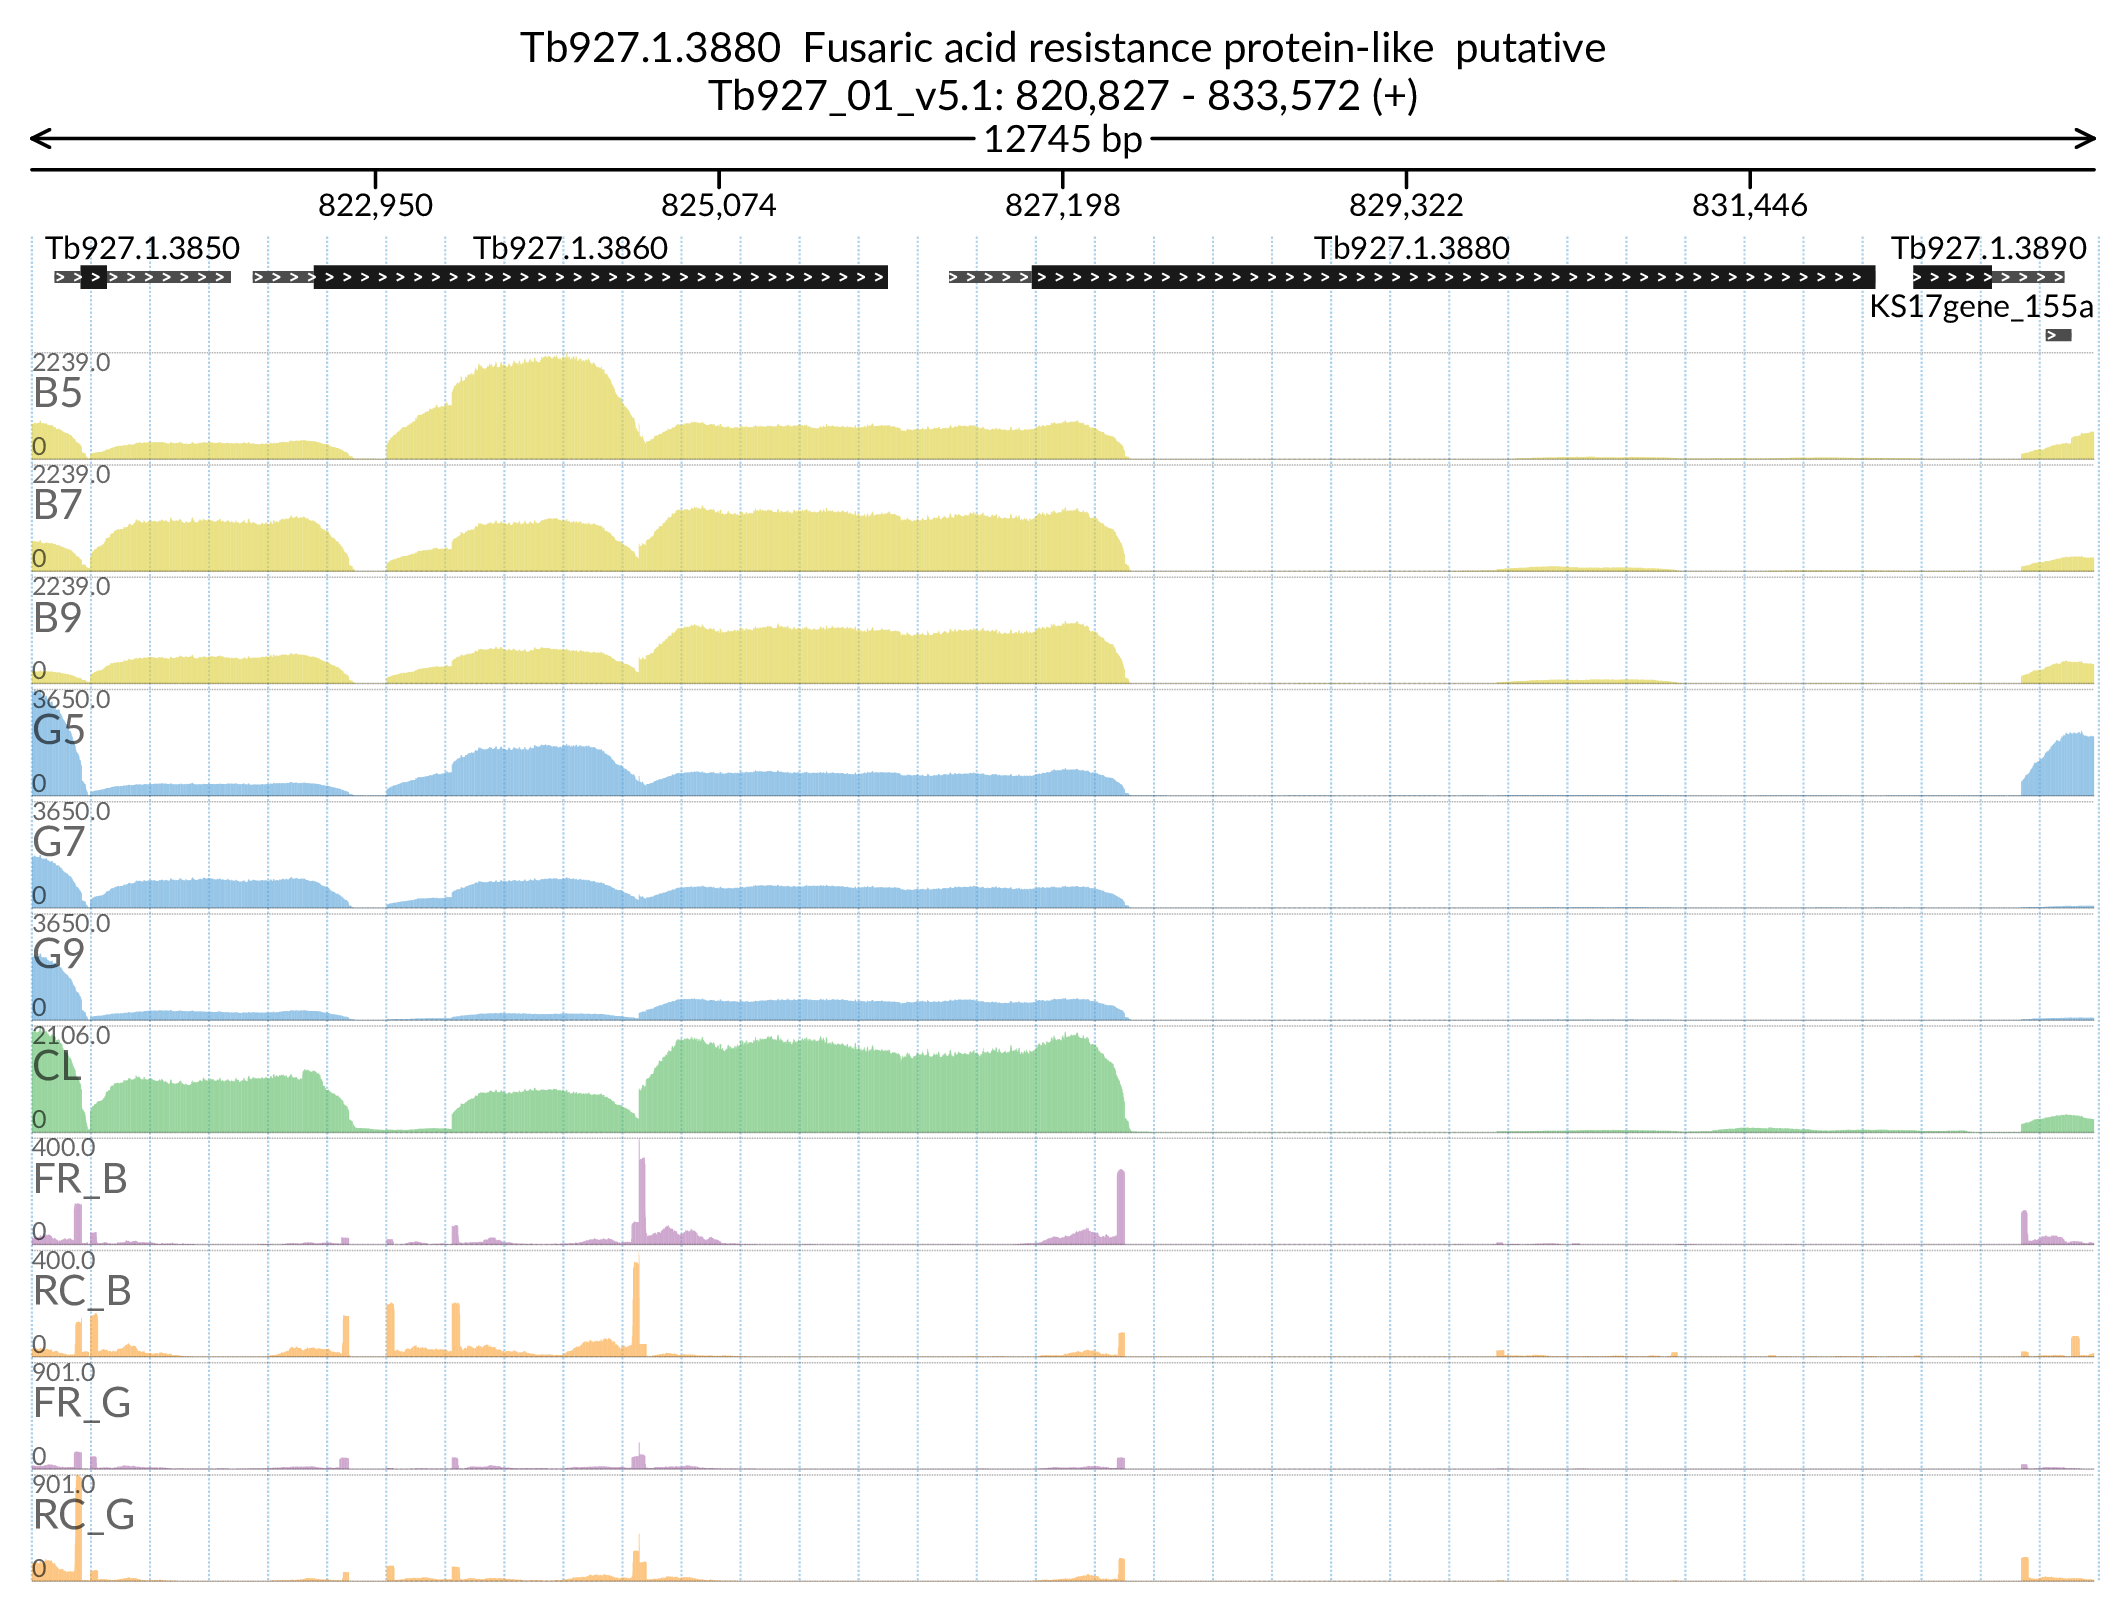 Tb927.1.3880  Fusaric acid resistance protein-like  putative
Tb927_01_v5.1: 820,827 - 833,572 (+)
12745 bp
822,950 825,074 827,198 829,322 831,446
Tb927.1.3850 Tb927.1.3860 Tb927.1.3880 Tb927.1.3890
KS17gene_155a
2239.0
B5
0
2239.0
B7
0
2239.0
B9
0
3650.0
G5
0
3650.0
G7
0
3650.0
G9
0
2106.0
CL
0
400.0
FR_B
0
400.0
RC_B
0
901.0
FR_G
0
901.0
RC_G
0